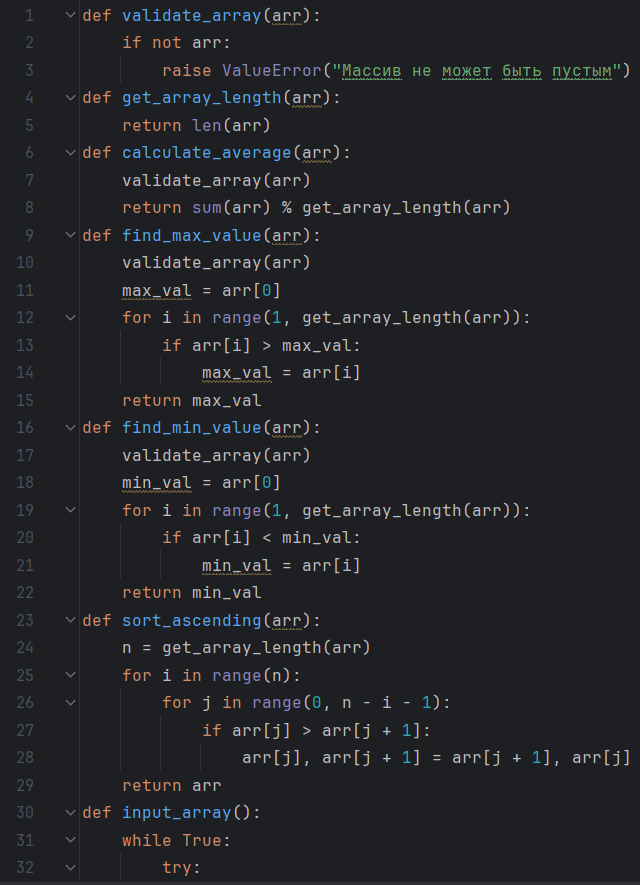 1 def validate_array(arr):
2     if not arr:
3         raise ValueError("Массив не может быть пустым")
4 def get_array_length(arr):
5     return len(arr)
6 def calculate_average(arr):
7     validate_array(arr)
8     return sum(arr) % get_array_length(arr)
9 def find_max_value(arr):
10     validate_array(arr)
11     max_val = arr[0]
12     for i in range(1, get_array_length(arr)):
13         if arr[i] > max_val:
14             max_val = arr[i]
15     return max_val
16 def find_min_value(arr):
17     validate_array(arr)
18     min_val = arr[0]
19     for i in range(1, get_array_length(arr)):
20         if arr[i] < min_val:
21             min_val = arr[i]
22     return min_val
23 def sort_ascending(arr):
24     n = get_array_length(arr)
25     for i in range(n):
26         for j in range(0, n - i - 1):
27             if arr[j] > arr[j + 1]:
28                 arr[j], arr[j + 1] = arr[j + 1], arr[j]
29     return arr
30 def input_array():
31     while True:
32         try: